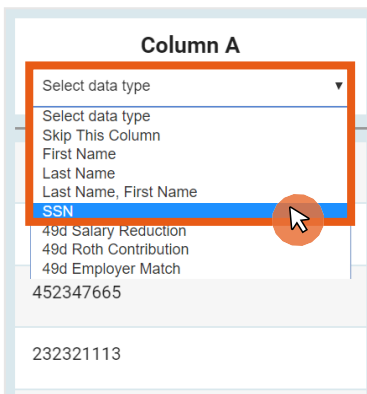 Column A
Select data type
Select data type
Skip This Column
First Name
Last Name
Last Name, First Name
SSN
49d Salary Reduction
49d Roth Contribution
49d Employer Match
452347665
232321113